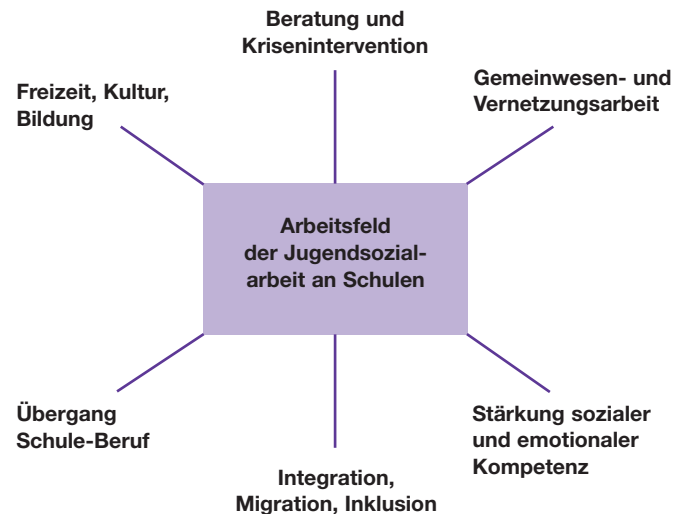 Beratung und
Krisenintervention
Freizeit, Kultur,
Bildung
Gemeinwesen- und
Vernetzungsarbeit
Arbeitsfeld
der Jugendsozial-
arbeit an Schulen
Übergang
Schule-Beruf
Stärkung sozialer
und emotionaler
Kompetenz
Integration,
Migration, Inklusion